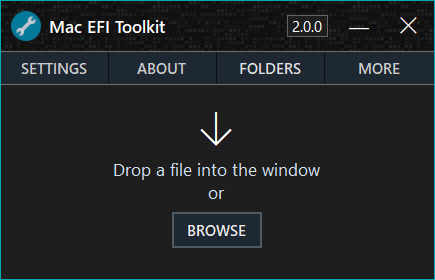 Mac EFI Toolkit 2.0.0
SETTINGS ABOUT FOLDERS MORE
Drop a file into the window
or
BROWSE